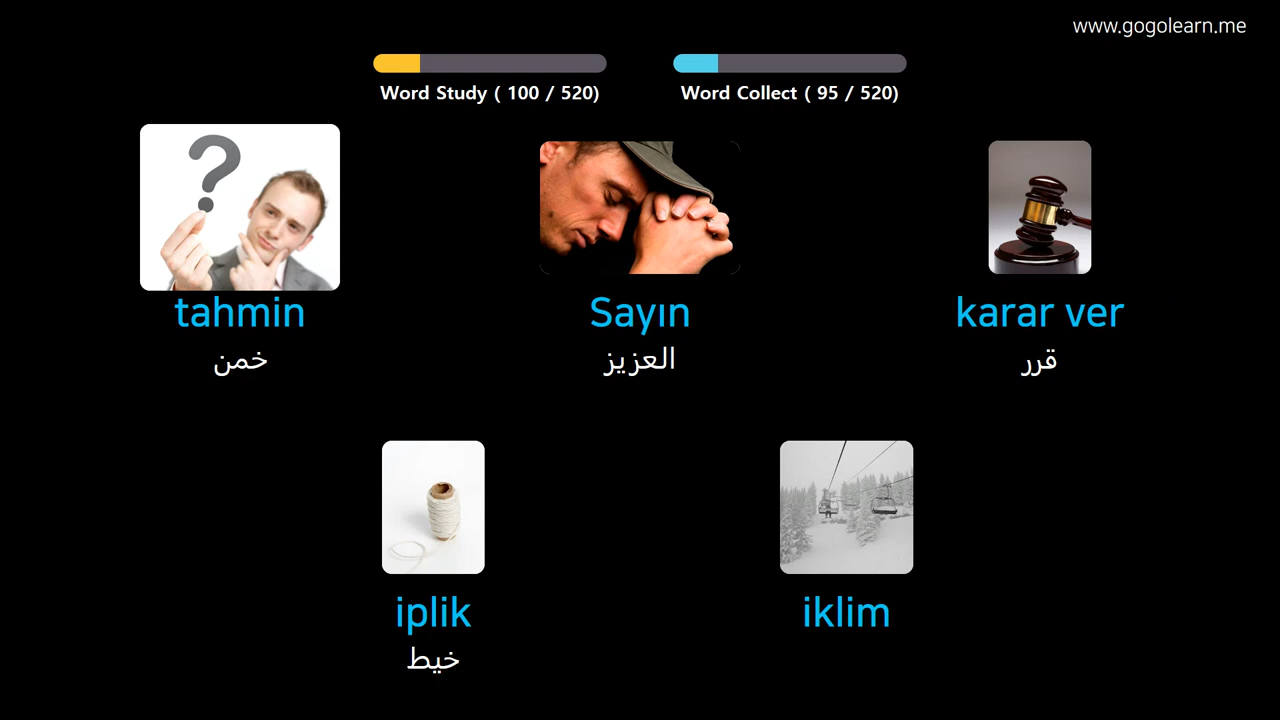 www.gogolearn.me
Word Study ( 100 / 520)
Word Collect ( 95 / 520)
tahmin
خمن
Sayın
العزيز
karar ver
قرر
iplik
خيط
iklim